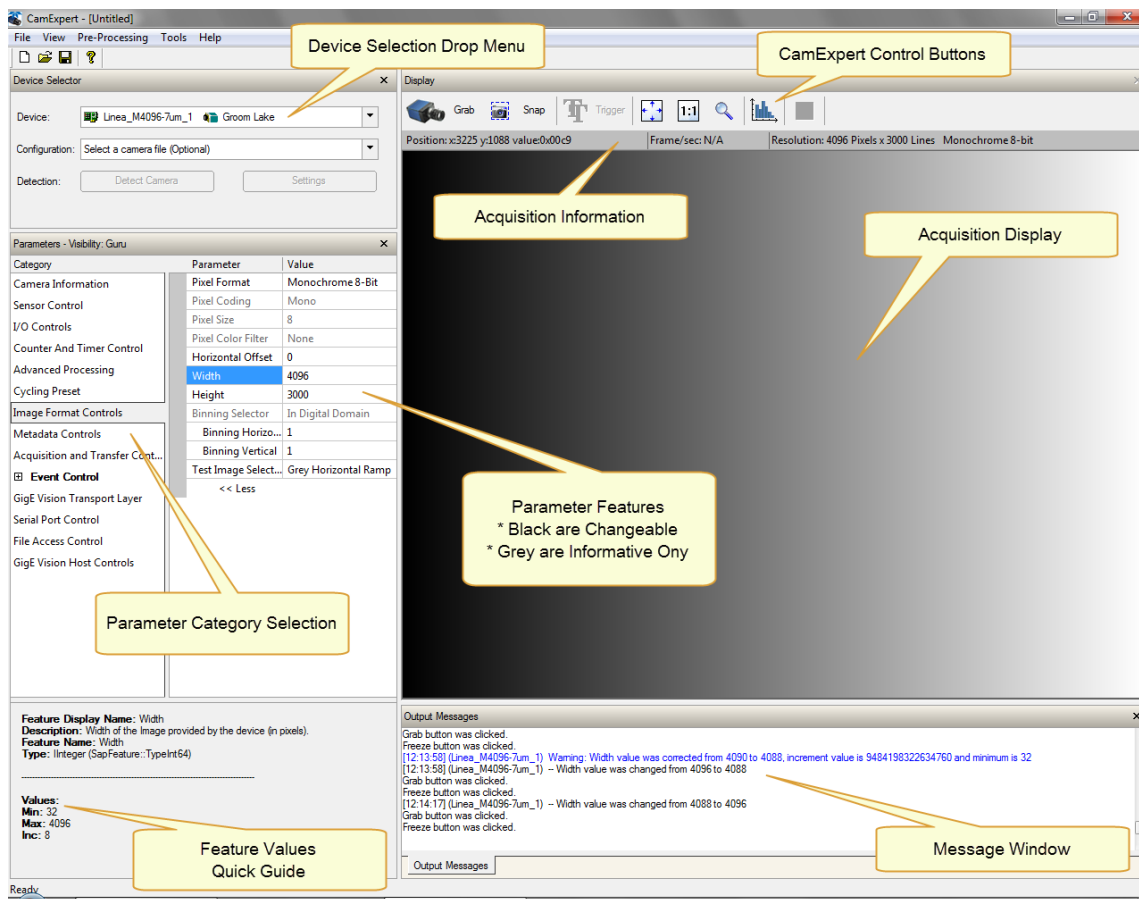 CamExpert - [Untitled]
File View Pre-Processing Tools Help
Device Selection Drop Menu
CamExpert Control Buttons
Device Selector
Device: Linea_M4096-7um_1 Groom Lake
Configuration: Select a camera file (Optional)
Detection: Detect Camera Settings
Display
Grab Snap Trigger 1:1
Position: x:3225 y:1088 value:0x00c9 Frame/sec: N/A Resolution: 4096 Pixels x 3000 Lines Monochrome 8-bit
Acquisition Information
Acquisition Display
Parameters - Visibility: Guru
Category
Camera Information
Sensor Control
I/O Controls
Counter And Timer Control
Advanced Processing
Cycling Preset
Image Format Controls
Metadata Controls
Acquisition and Transfer Cont...
Event Control
GigE Vision Transport Layer
Serial Port Control
File Access Control
GigE Vision Host Controls
Parameter Value
Pixel Format Monochrome 8-Bit
Pixel Coding Mono
Pixel Size 8
Pixel Color Filter None
Horizontal Offset 0
Width 4096
Height 3000
Binning Selector In Digital Domain
Binning Horizo... 1
Binning Vertical 1
Test Image Select... Grey Horizontal Ramp
<< Less
Parameter Features
* Black are Changeable
* Grey are Informative Ony
Parameter Category Selection
Feature Display Name: Width
Description: Width of the Image provided by the device (in pixels).
Feature Name: Width
Type: IInteger (SapFeature::TypeInt64)
Values:
Min: 32
Max: 4096
Inc: 8
Feature Values
Quick Guide
Output Messages
Grab button was clicked.
Freeze button was clicked.
[12:13:58] (Linea_M4096-7um_1) Warning: Width value was corrected from 4090 to 4088, increment value is 9484198322634760 and minimum is 32
[12:13:58] (Linea_M4096-7um_1) -- Width value was changed from 4096 to 4088
Grab button was clicked.
Freeze button was clicked.
[12:14:17] (Linea_M4096-7um_1) -- Width value was changed from 4088 to 4096
Grab button was clicked.
Freeze button was clicked.
Message Window
Output Messages
Ready